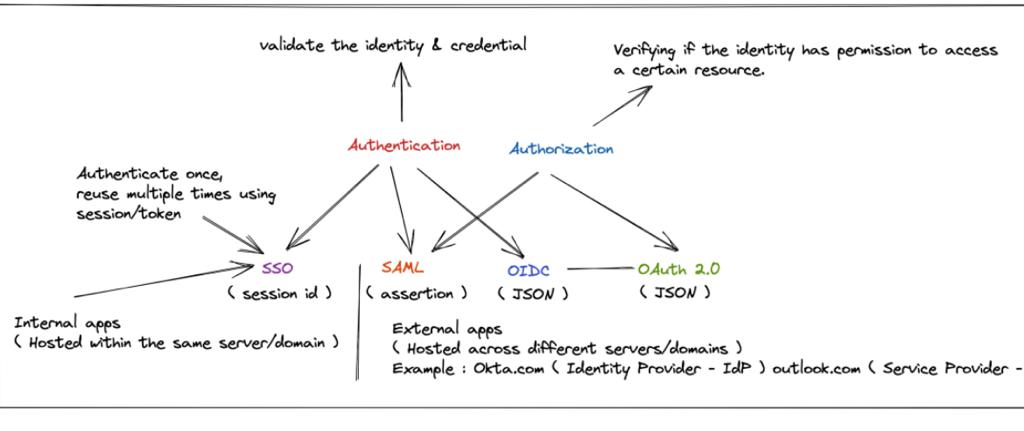 validate the identity & credential
Verifying if the identity has permission to access
a certain resource.
Authentication
Authorization
Authenticate once,
reuse multiple times using
session/token
SSO
SAML
OIDC
OAuth 2.0
( session id )
( assertion )
( JSON )
( JSON )
Internal apps
( Hosted within the same server/domain )
External apps
( Hosted across different servers/domains )
Example : Okta.com ( Identity Provider - IdP ) outlook.com ( Service Provider -